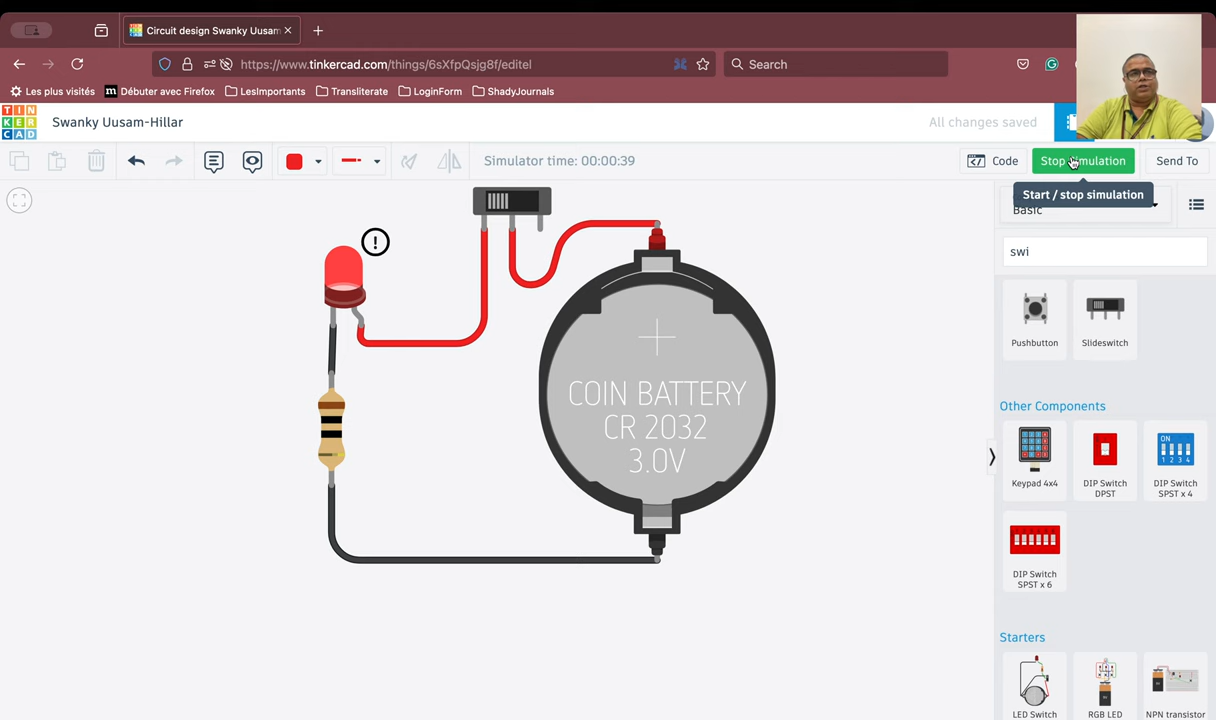 Circuit design Swanky Uusam
https://www.tinkercad.com/things/6sXfpQsjg8f/editel
Search
Les plus visités
Débuter avec Firefox
LesImportants
Transliterate
LoginForm
ShadyJournals
TIN
KER
CAD
Swanky Uusam-Hillar
All changes saved
Simulator time: 00:00:39
Code
Stop simulation
Send To
Start / stop simulation
Basic
swi
Pushbutton
Slideswitch
COIN BATTERY
CR 2032
3.0V
Other Components
ON
1 2 3 4
Keypad 4x4
DIP Switch
DPST
DIP Switch
SPST x 4
DIP Switch
SPST x 6
Starters
LED Switch
RGB LED
NPN transistor